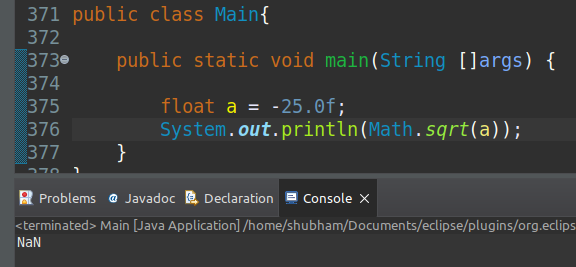 371 public class Main{
372
373 public static void main(String []args) {
374
375 float a = -25.0f;
376 System.out.println(Math.sqrt(a));
377 }
378 }
Problems @ Javadoc Declaration Console
<terminated> Main [Java Application] /home/shubham/Documents/eclipse/plugins/org.eclips
NaN